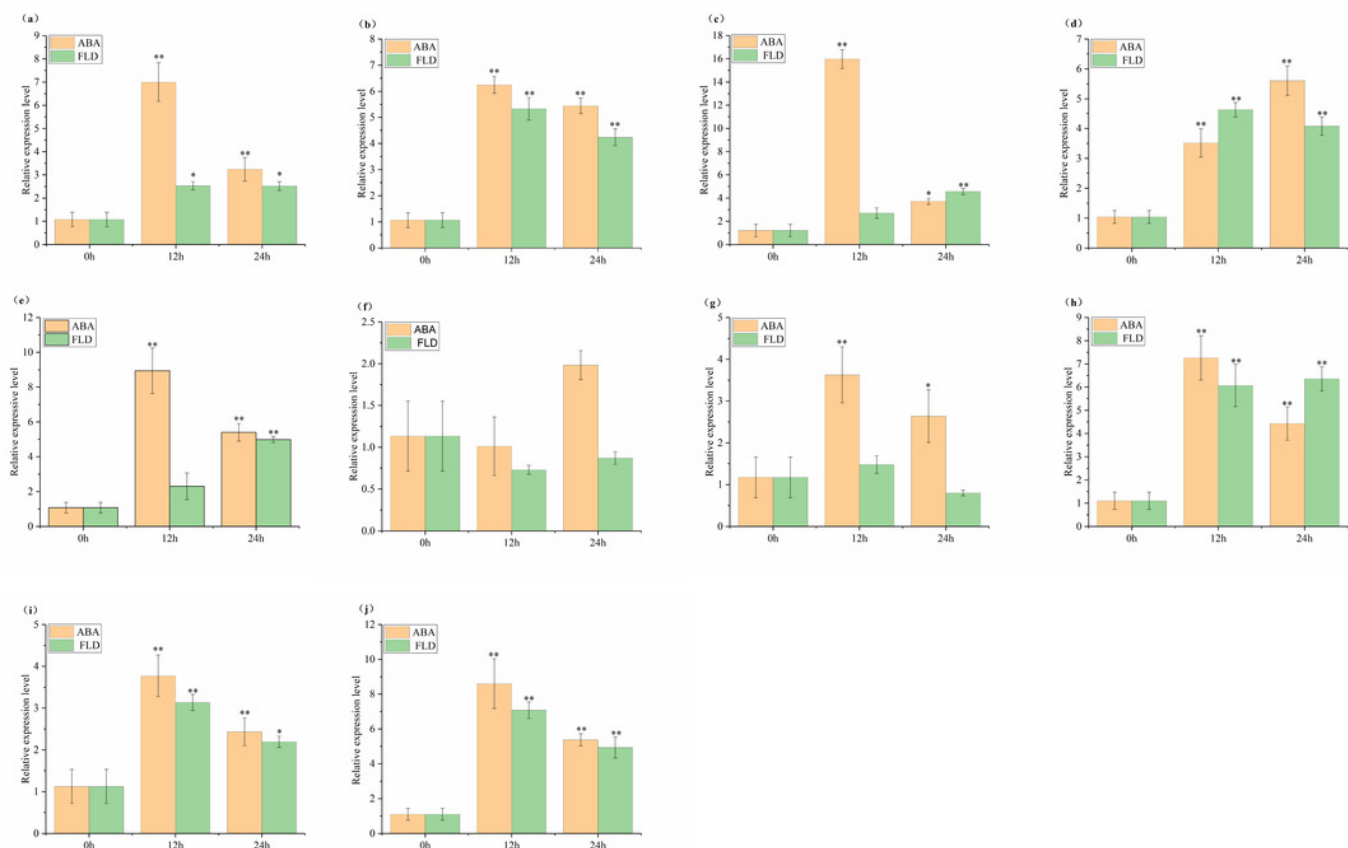 (a)
Relative expression level
9
8
7
6
5
4
3
2
1
0
ABA
FLD
**
*
**
*
0h 12h 24h
(b)
Relative expression level
8
7
6
5
4
3
2
1
0
ABA
FLD
**
**
**
**
0h 12h 24h
(c)
Relative expression level
18
16
14
12
10
8
6
4
2
0
ABA
FLD
**
*
**
0h 12h 24h
(d)
Relative expression level
7
6
5
4
3
2
1
0
ABA
FLD
**
**
**
**
0h 12h 24h
(e)
Relative expressive level
12
10
8
6
4
2
0
ABA
FLD
**
**
**
0h 12h 24h
(f)
Relative expression level
2.5
2.0
1.5
1.0
0.5
0.0
ABA
FLD
0h 12h 24h
(g)
Relative expression level
5
4
3
2
1
0
ABA
FLD
**
*
0h 12h 24h
(h)
Relative expression level
9
8
7
6
5
4
3
2
1
0
ABA
FLD
**
**
**
**
0h 12h 24h
(i)
Relative expression level
5
4
3
2
1
0
ABA
FLD
**
**
**
*
0h 12h 24h
(j)
Relative expression level
12
10
8
6
4
2
0
ABA
FLD
**
**
**
**
0h 12h 24h